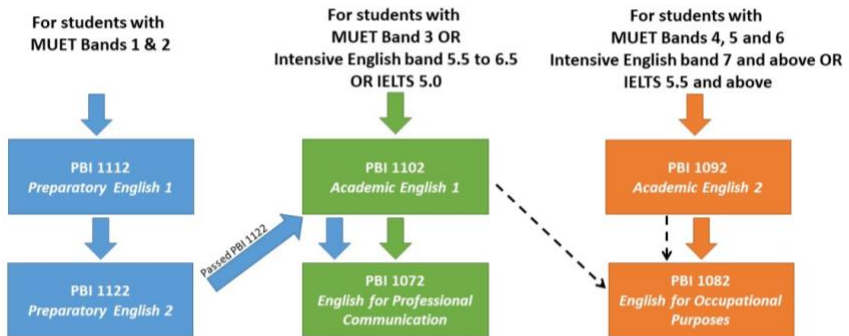 For students with
MUET Bands 1 & 2
For students with
MUET Band 3 OR
Intensive English band 5.5 to 6.5
OR IELTS 5.0
For students with
MUET Bands 4, 5 and 6
Intensive English band 7 and above OR
IELTS 5.5 and above
PBI 1112
Preparatory English 1
PBI 1102
Academic English 1
PBI 1092
Academic English 2
Passed PBI 1122
PBI 1122
Preparatory English 2
PBI 1072
English for Professional
Communication
PBI 1082
English for Occupational
Purposes